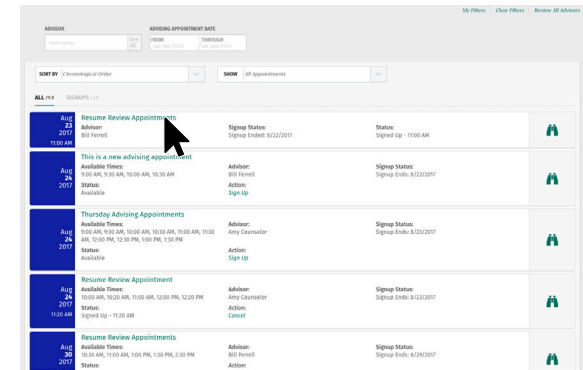 My Filters Clear Filters Review All Advisors
ADVISOR ADVISING APPOINTMENT DATE
See All FROM THROUGH
SORT BY Chronological Order SHOW All Appointments
ALL SIGNUPS
Aug 23 2017 11:00 AM
Resume Review Appointments
Advisor: Signup Status: Status:
Bill Ferrell Signup Ended: 8/22/2017 Signed Up - 11:00 AM
Aug 24 2017
This is a new advising appointment
Available Times: Advisor: Signup Status:
9:00 AM, 9:30 AM, 10:00 AM, 10:30 AM Bill Ferrell Signup Ends: 8/23/2017
Status: Action:
Available Sign Up
Aug 24 2017
Thursday Advising Appointments
Available Times: Advisor: Signup Status:
9:00 AM, 9:30 AM, 10:00 AM, 10:30 AM, 11:00 AM, 11:30 Amy Counselor Signup Ends: 8/23/2017
AM, 12:00 PM, 12:30 PM, 1:00 PM, 1:30 PM
Status: Action:
Available Sign Up
Aug 24 2017 11:20 AM
Resume Review Appointment
Available Times: Advisor: Signup Status:
10:00 AM, 10:20 AM, 11:00 AM, 12:00 PM, 12:20 PM Amy Counselor Signup Ends: 8/23/2017
Status: Action:
Signed Up - 11:20 AM Cancel
Aug 30 2017
Resume Review Appointments
Available Times: Advisor: Signup Status:
10:30 AM, 11:00 AM, 1:00 PM, 1:30 PM, 2:30 PM Bill Ferrell Signup Ends: 8/29/2017
Status: Action: